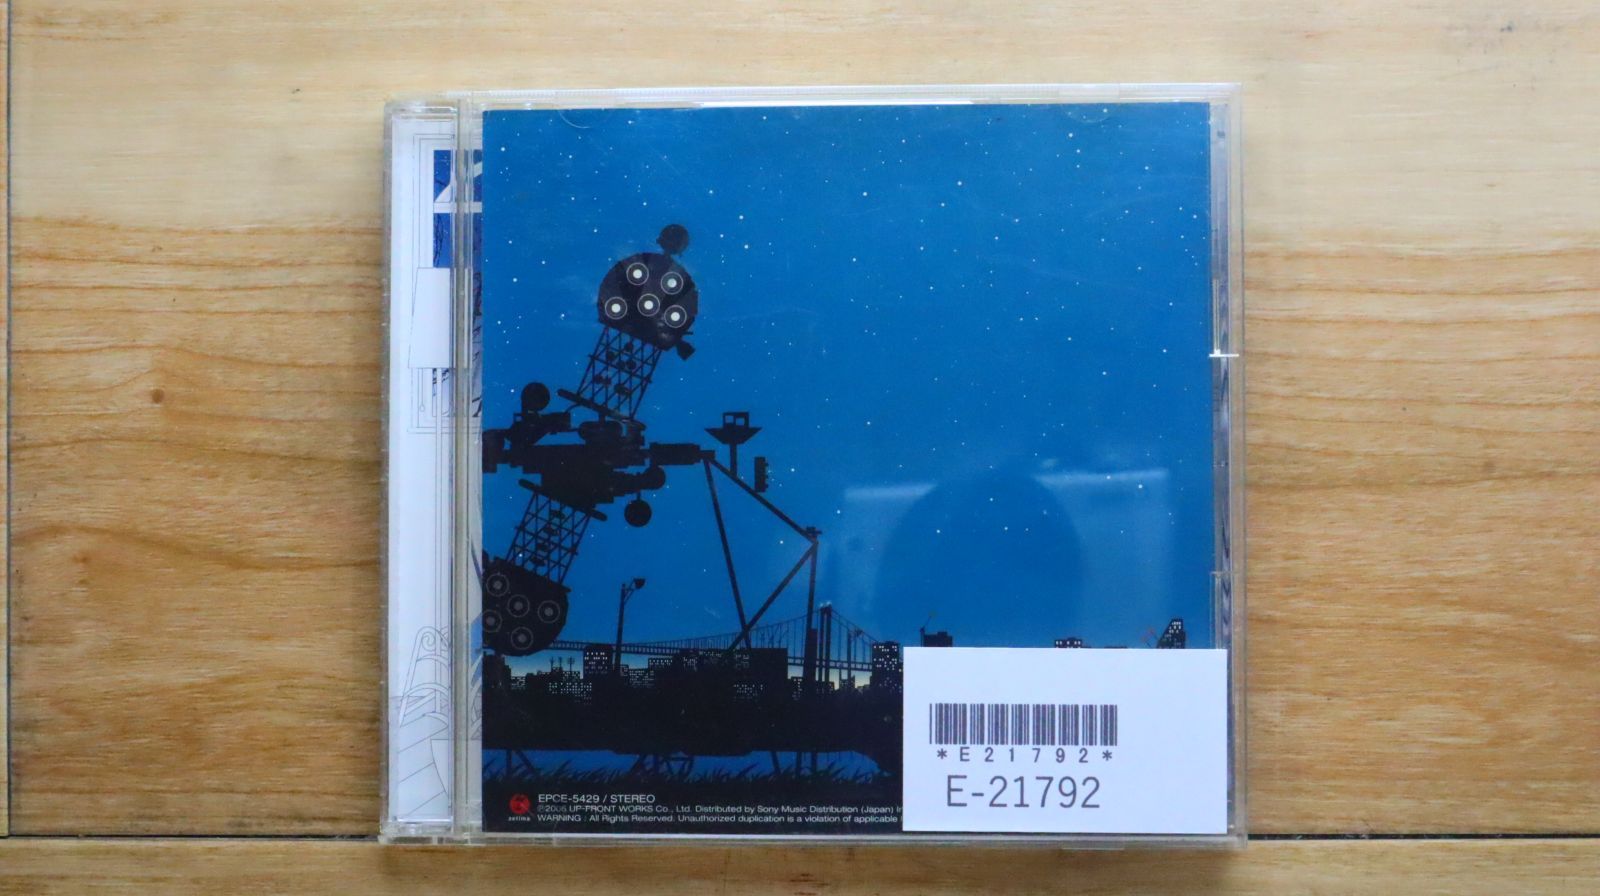 *E21792*
E-21792
EPCE-5429 / STEREO
℗2006 UP-FRONT WORKS Co., Ltd. Distributed by Sony Music Distribution (Japan)
WARNING : All Rights Reserved. Unauthorized duplication is a violation of applicable
zetima